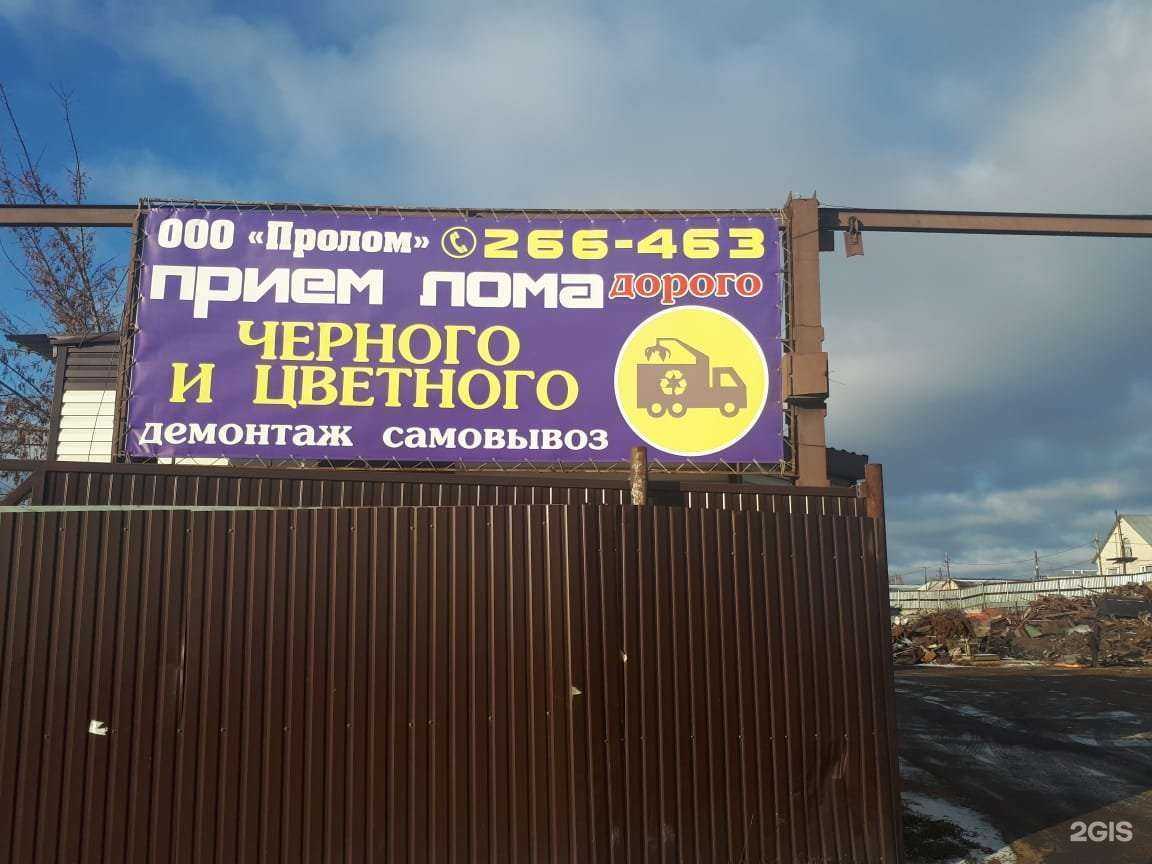 ООО «Пролом» 266-463
прием лома дорого
ЧЕРНОГО
И ЦВЕТНОГО
демонтаж самовывоз
2GIS